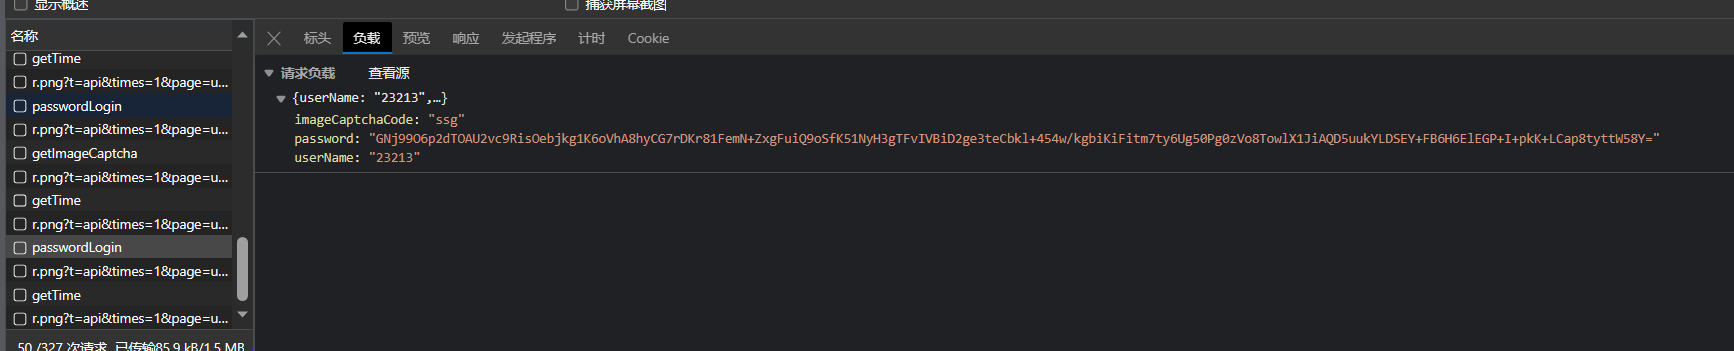 显示概述 捕获屏幕截图
名称
标头 负载 预览 响应 发起程序 计时 Cookie
getTime
r.png?t=api&times=1&page=u...
passwordLogin
r.png?t=api&times=1&page=u...
getImageCaptcha
r.png?t=api&times=1&page=u...
getTime
r.png?t=api&times=1&page=u...
passwordLogin
r.png?t=api&times=1&page=u...
getTime
r.png?t=api&times=1&page=u...
50 /327 次请求 已传输85.9 kB/1.5 MB
请求负载 查看源
{userName: "23213",…}
imageCaptchaCode: "ssg"
password: "GNj99O6p2dTOAU2vc9RisOebjkg1K6oVhA8hyCG7rDKr81FemN+ZxgFuiQ9oSfK51NyH3gTFvIVBiD2ge3teCbkl+454w/kgbiKiFitm7ty6Ug50Pg0zVo8TowlX1JiAQD5uukYLDSEY+FB6H6ElEGP+I+pkK+LCap8tyttW58Y="
userName: "23213"